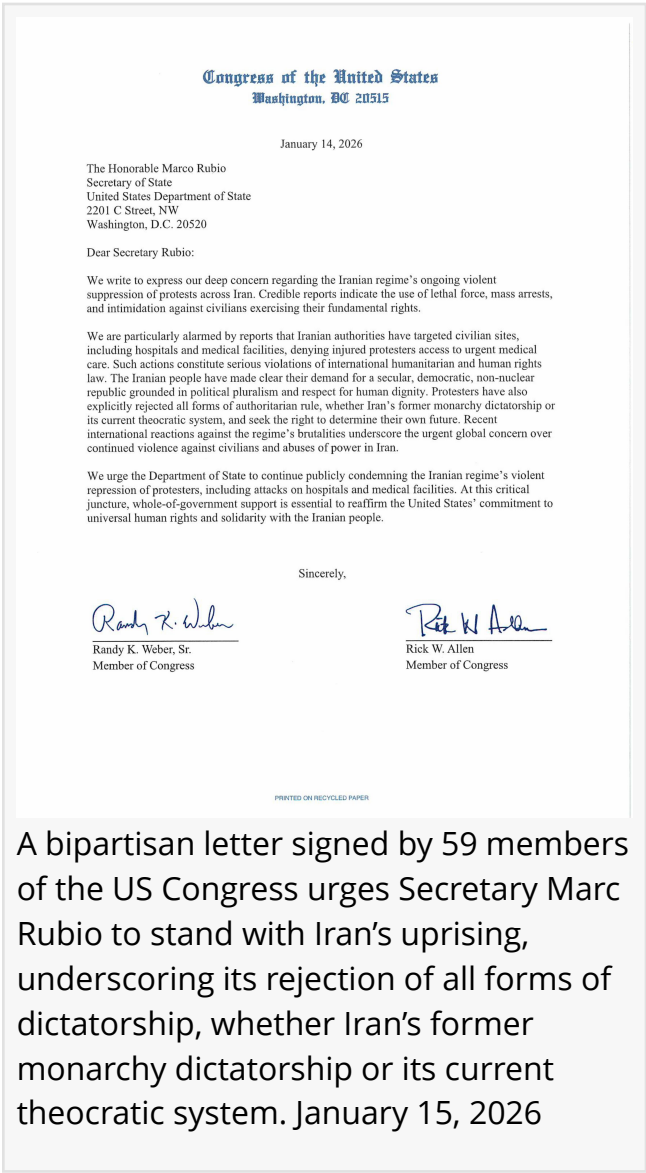 Congress of the United States
Washington, DC 20515
January 14, 2026
The Honorable Marco Rubio
Secretary of State
United States Department of State
2201 C Street, NW
Washington, D.C. 20520
Dear Secretary Rubio:
We write to express our deep concern regarding the Iranian regime’s ongoing violent
suppression of protests across Iran. Credible reports indicate the use of lethal force, mass arrests,
and intimidation against civilians exercising their fundamental rights.
We are particularly alarmed by reports that Iranian authorities have targeted civilian sites,
including hospitals and medical facilities, denying injured protesters access to urgent medical
care. Such actions constitute serious violations of international humanitarian and human rights
law. The Iranian people have made clear their demand for a secular, democratic, non-nuclear
republic grounded in political pluralism and respect for human dignity. Protesters have also
explicitly rejected all forms of authoritarian rule, whether Iran’s former monarchy dictatorship or
its current theocratic system, and seek the right to determine their own future. Recent
international reactions against the regime’s brutalities underscore the urgent global concern over
continued violence against civilians and abuses of power in Iran.
We urge the Department of State to continue publicly condemning the Iranian regime’s violent
repression of protesters, including attacks on hospitals and medical facilities. At this critical
juncture, whole-of-government support is essential to reaffirm the United States’ commitment to
universal human rights and solidarity with the Iranian people.
Sincerely,
Randy K. Weber Rick W Allen
Randy K. Weber, Sr. Rick W. Allen
Member of Congress Member of Congress
PRINTED ON RECYCLED PAPER
A bipartisan letter signed by 59 members
of the US Congress urges Secretary Marc
Rubio to stand with Iran’s uprising,
underscoring its rejection of all forms of
dictatorship, whether Iran’s former
monarchy dictatorship or its current
theocratic system. January 15, 2026